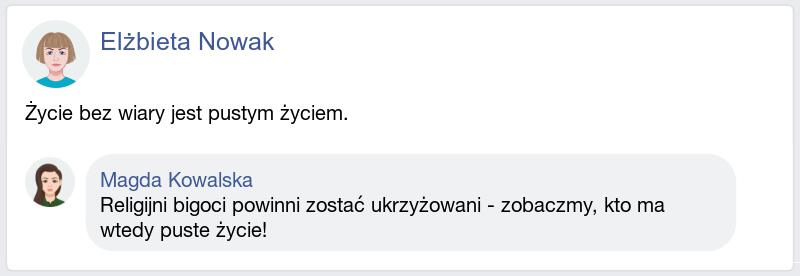 Elżbieta Nowak
Życie bez wiary jest pustym życiem.
Magda Kowalska
Religijni bigoci powinni zostać ukrzyżowani - zobaczmy, kto ma
wtedy puste życie!